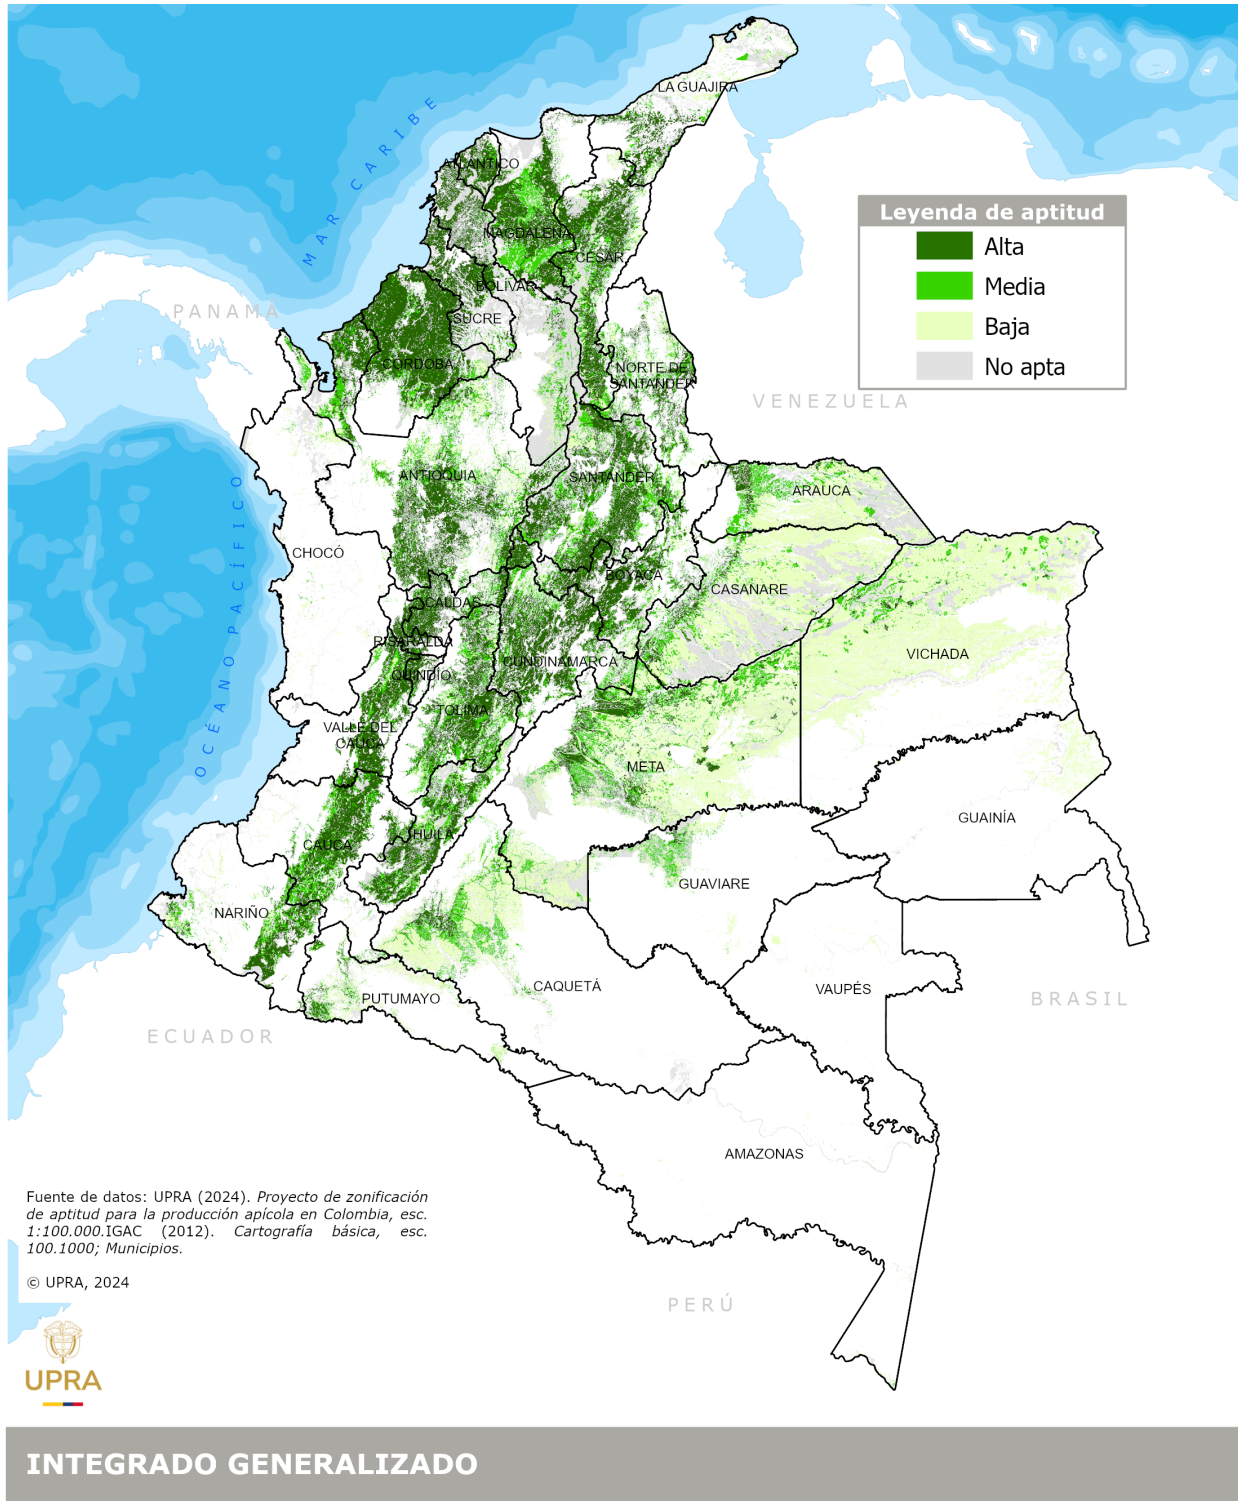 MAR CARIBE
LA GUAJIRA
ATLÁNTICO
MAGDALENA
CESAR
BOLÍVAR
SUCRE
CÓRDOBA
NORTE DE
SANTANDER
PANAMÁ
VENEZUELA
Leyenda de aptitud
Alta
Media
Baja
No apta
ANTIOQUIA
SANTANDER
ARAUCA
CHOCÓ
BOYACÁ
CASANARE
CALDAS
RISARALDA
CUNDINAMARCA
VICHADA
QUINDÍO
TOLIMA
VALLE DEL
CAUCA
META
OCÉANO PACÍFICO
GUAINÍA
HUILA
CAUCA
GUAVIARE
NARIÑO
CAQUETÁ
VAUPÉS
PUTUMAYO
BRASIL
ECUADOR
AMAZONAS
PERÚ
Fuente de datos: UPRA (2024). Proyecto de zonificación
de aptitud para la producción apícola en Colombia, esc.
1:100.000.IGAC (2012). Cartografía básica, esc.
100.1000; Municipios.
© UPRA, 2024
UPRA
INTEGRADO GENERALIZADO